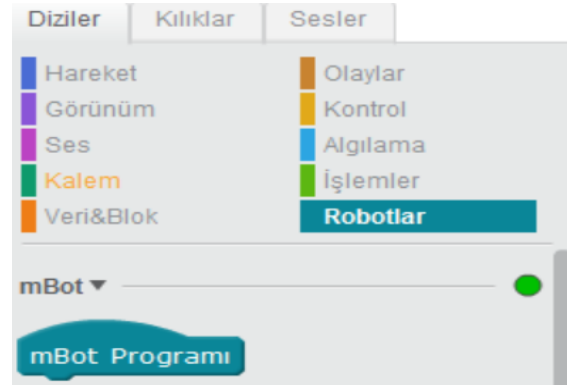 Diziler Kılıklar Sesler
Hareket Olaylar
Görünüm Kontrol
Ses Algılama
Kalem İşlemler
Veri&Blok Robotlar
mBot
mBot Programı